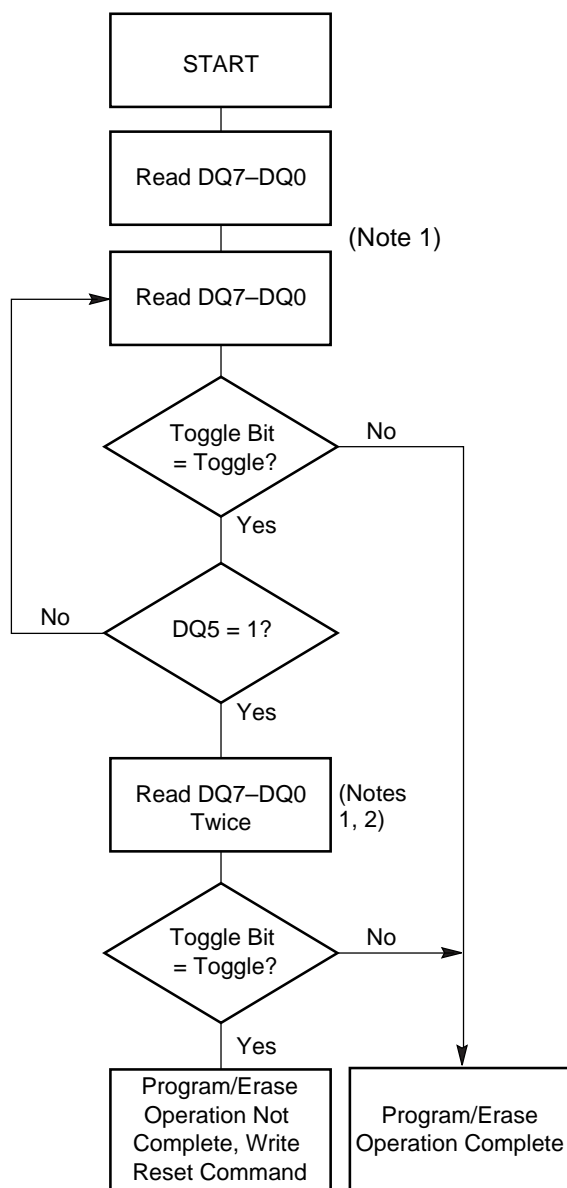 START
Read DQ7–DQ0
(Note 1)
Read DQ7–DQ0
Toggle Bit
= Toggle?
No
Yes
DQ5 = 1?
No
Yes
Read DQ7–DQ0
Twice
(Notes
1, 2)
Toggle Bit
= Toggle?
No
Yes
Program/Erase
Operation Not
Complete, Write
Reset Command
Program/Erase
Operation Complete